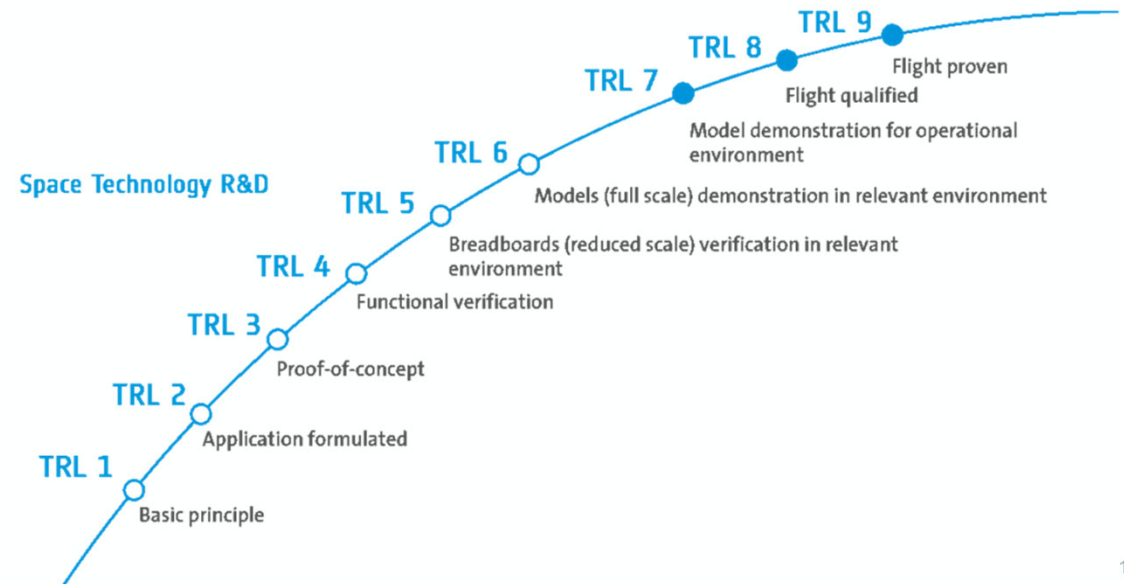 TRL 9
Flight proven
TRL 8
Flight qualified
TRL 7
Model demonstration for operational
environment
TRL 6
Models (full scale) demonstration in relevant environment
Space Technology R&D
TRL 5
Breadboards (reduced scale) verification in relevant
environment
TRL 4
Functional verification
TRL 3
Proof-of-concept
TRL 2
Application formulated
TRL 1
Basic principle